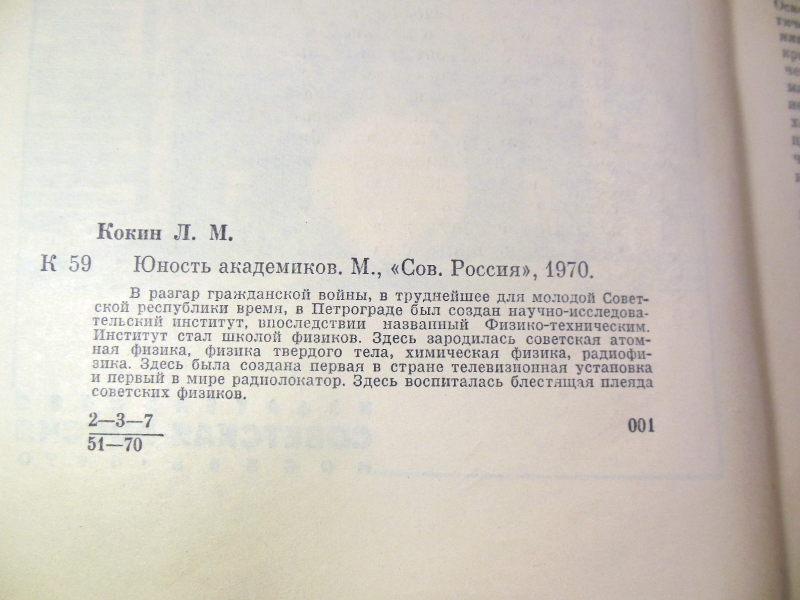 Кокин Л. М.
К 59 Юность академиков. М., «Сов. Россия», 1970.
В разгар гражданской войны, в труднейшее для молодой Совет-
ской республики время, в Петрограде был создан научно-исследова-
тельский институт, впоследствии названный Физико-техническим.
Институт стал школой физиков. Здесь зародилась советская атом-
ная физика, физика твердого тела, химическая физика, радиофи-
зика. Здесь была создана первая в стране телевизионная установка
и первый в мире радиолокатор. Здесь воспиталась блестящая плеяда
советских физиков.
2—3—7
51—70
001